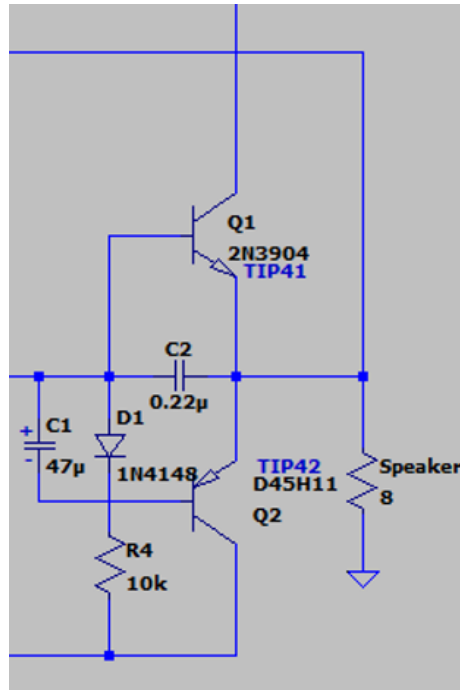 Q1
2N3904
TIP41
C2
0.22µ
+
C1
-
47µ
D1
1N4148
TIP42
D45H11
Q2
Speaker
8
R4
10k